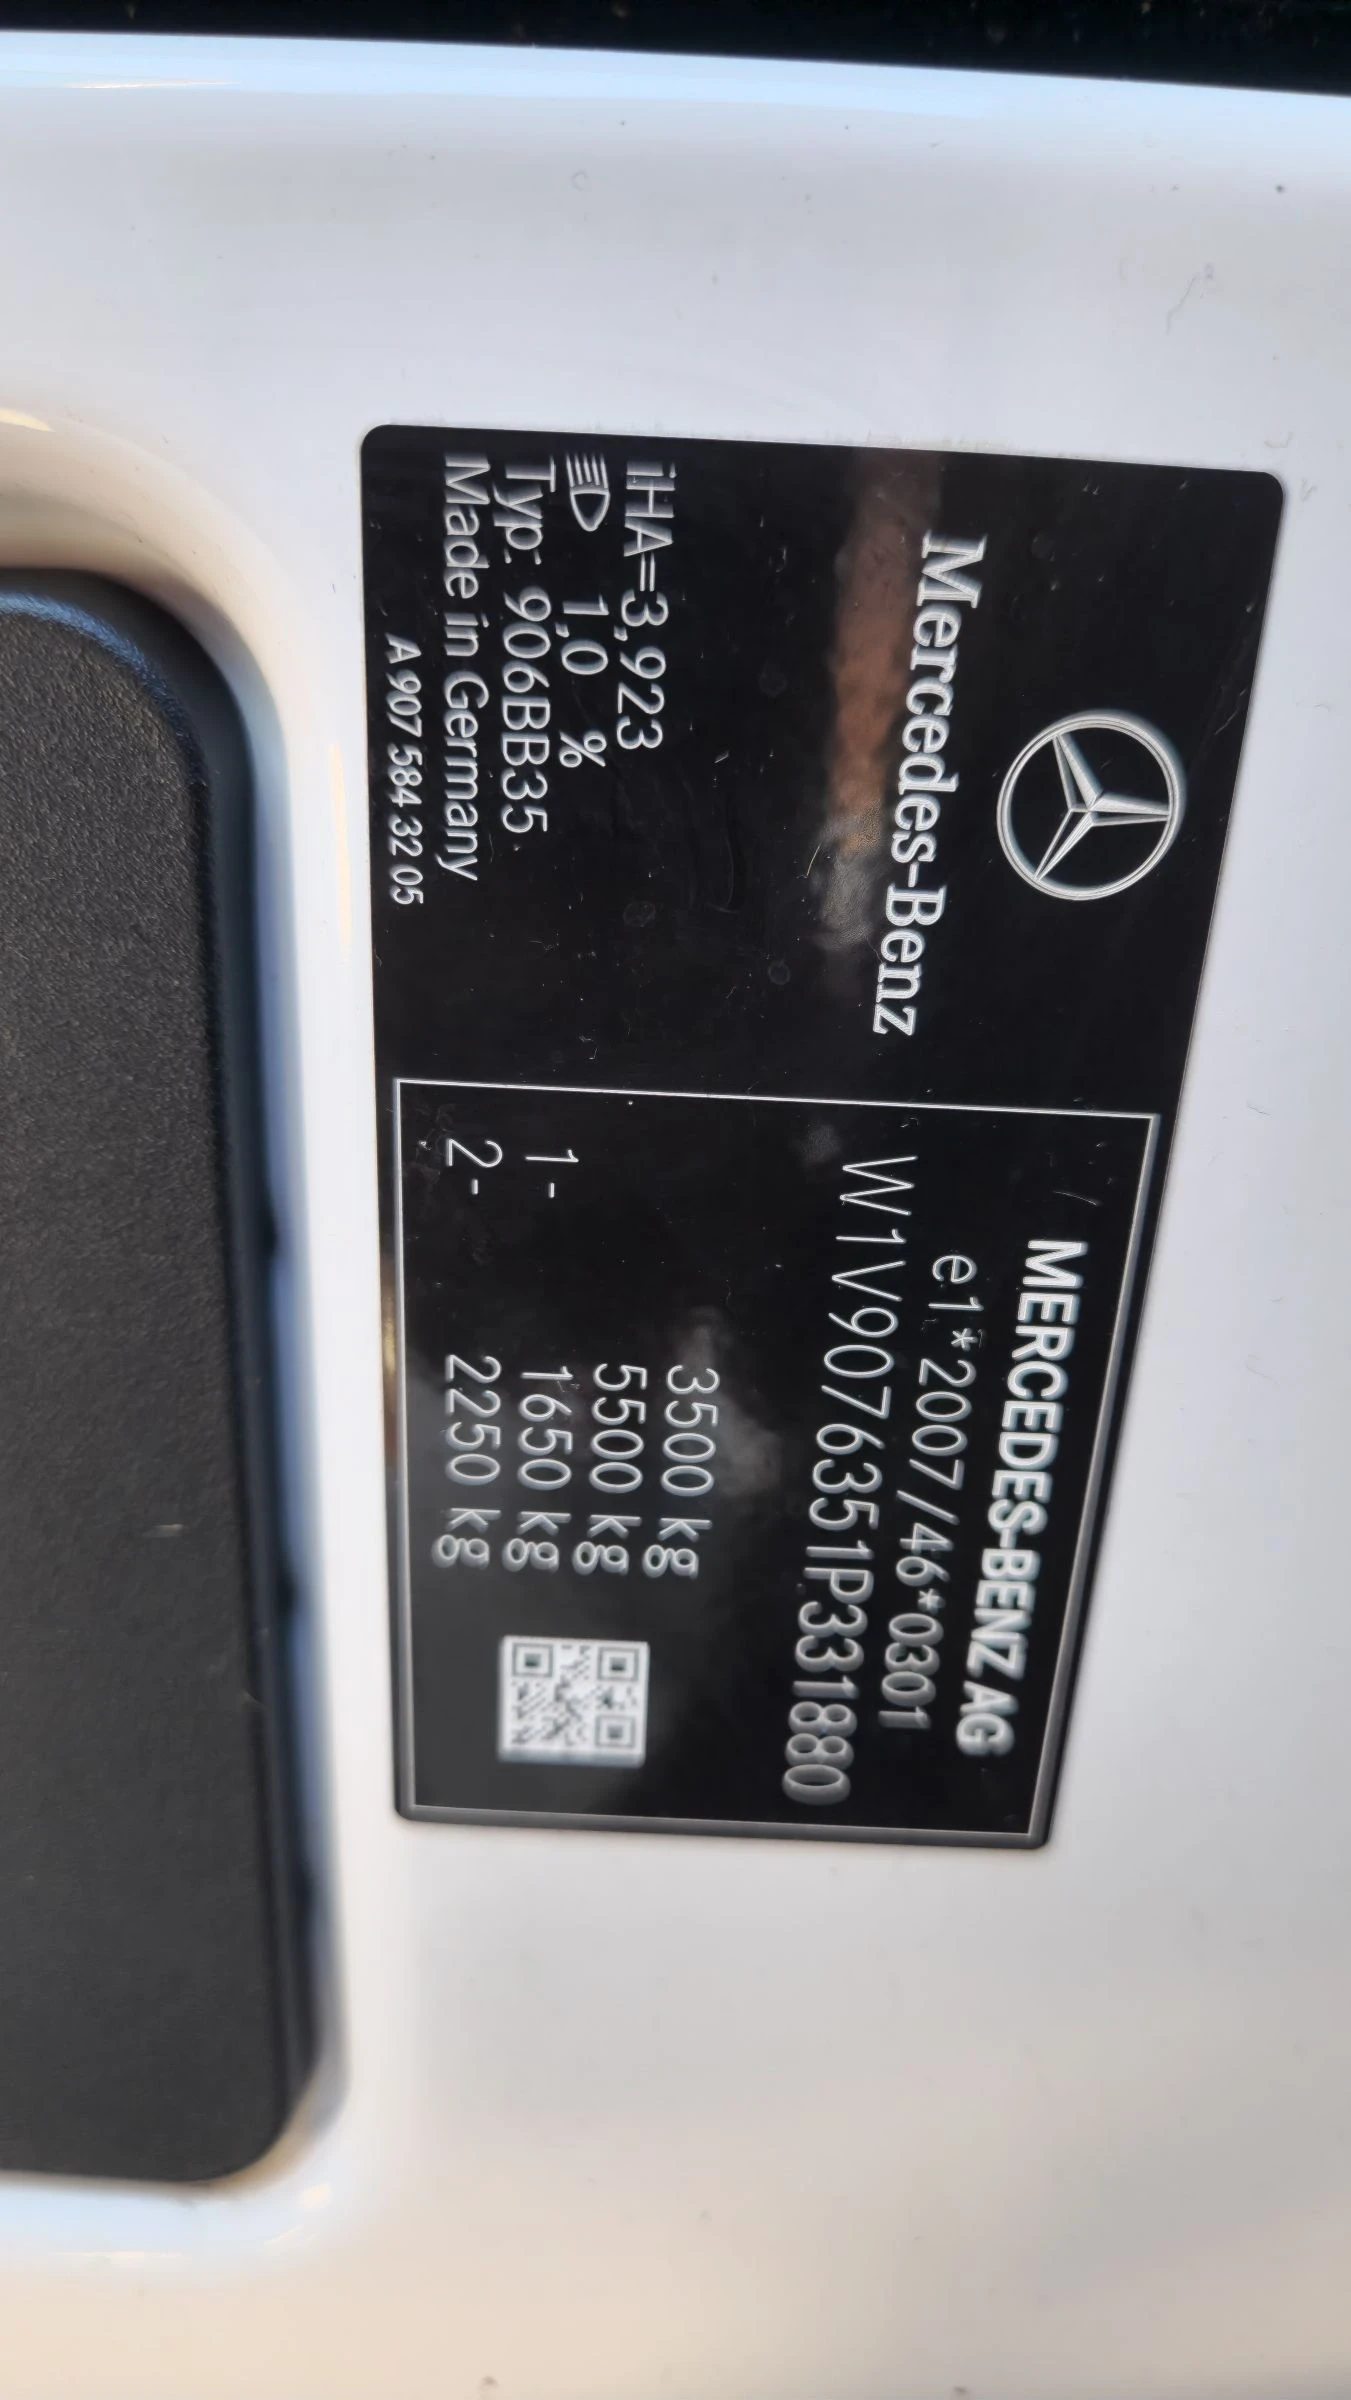 Mercedes-Benz
iHA=3,923
1,0 %
Typ: 906BB35
Made in Germany
A 907 584 32 05
MERCEDES-BENZ AG
e1*2007/46*0301
W1V9076351P331880
3500 kg
5500 kg
1- 1650 kg
2- 2250 kg